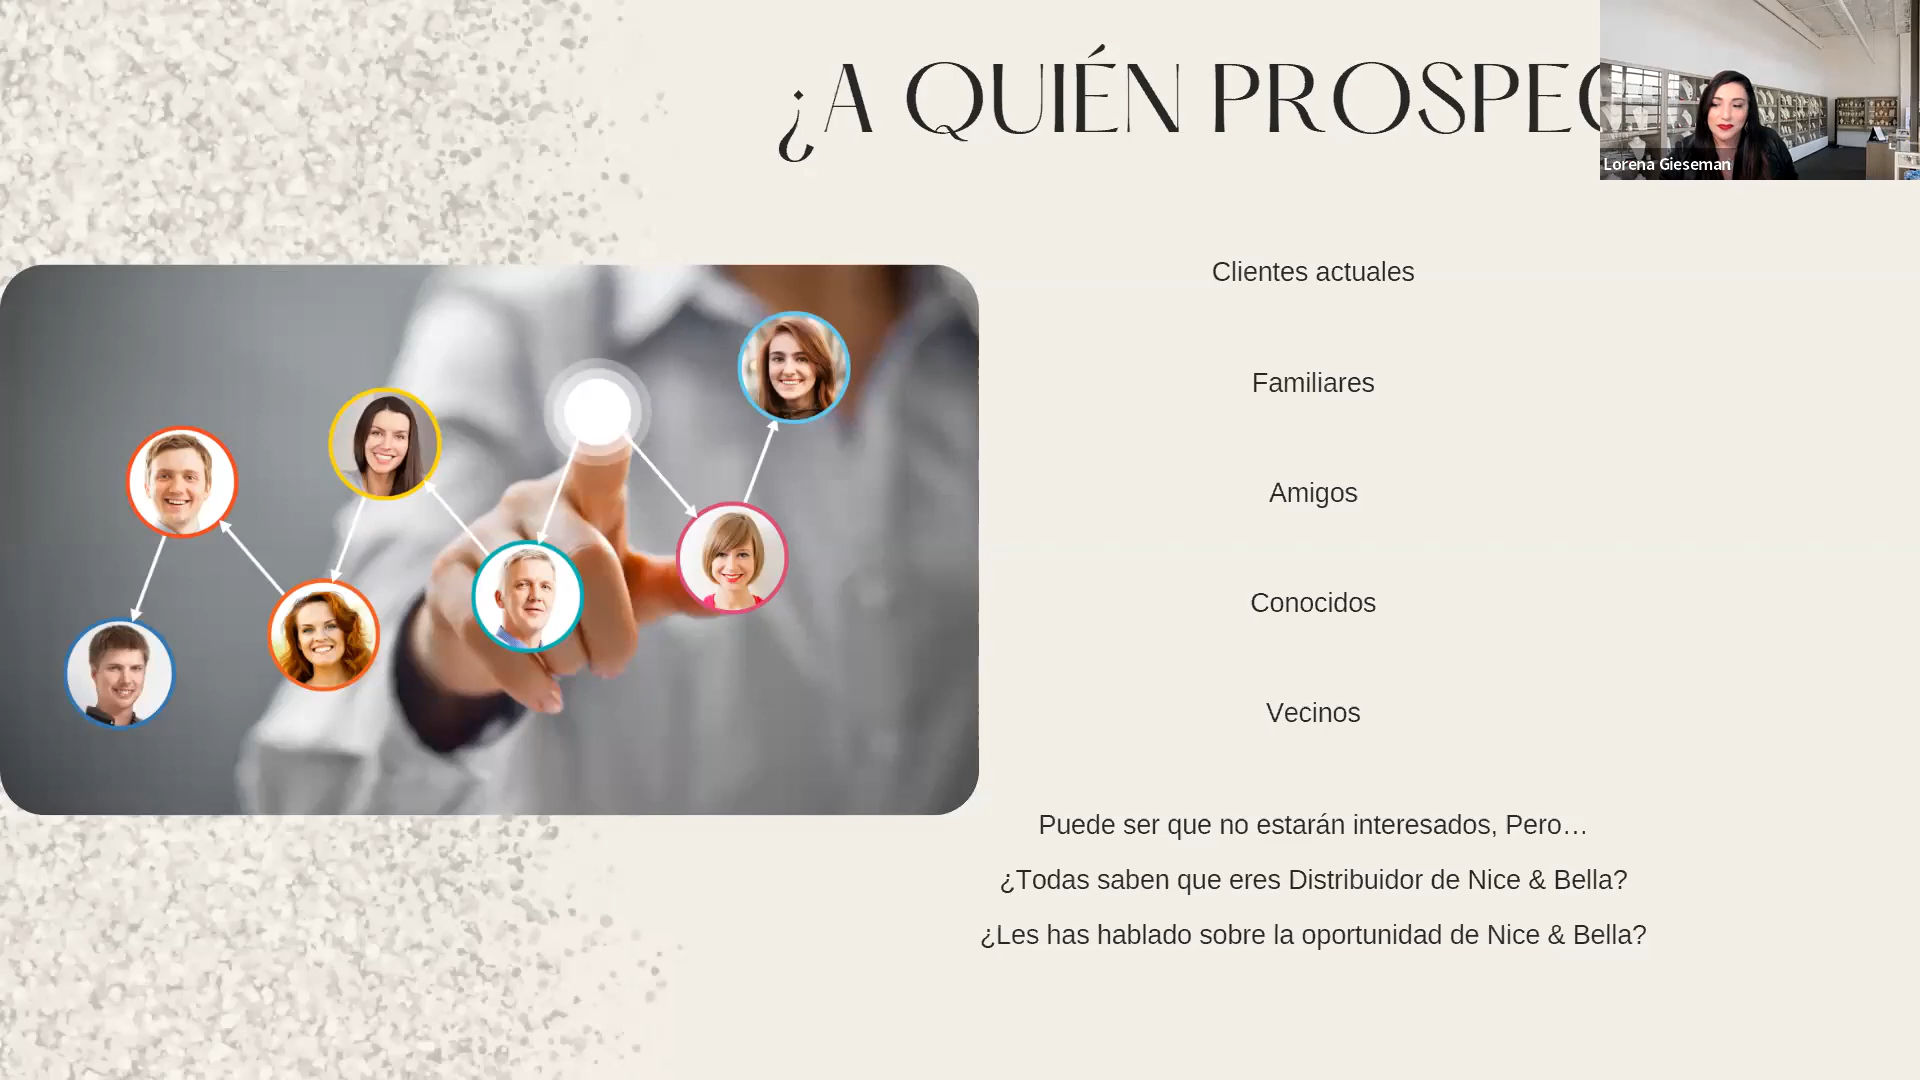 ¿A QUIÉN PROSPEC
Lorena Gieseman
Clientes actuales
Familiares
Amigos
Conocidos
Vecinos
Puede ser que no estarán interesados, Pero…
¿Todas saben que eres Distribuidor de Nice & Bella?
¿Les has hablado sobre la oportunidad de Nice & Bella?